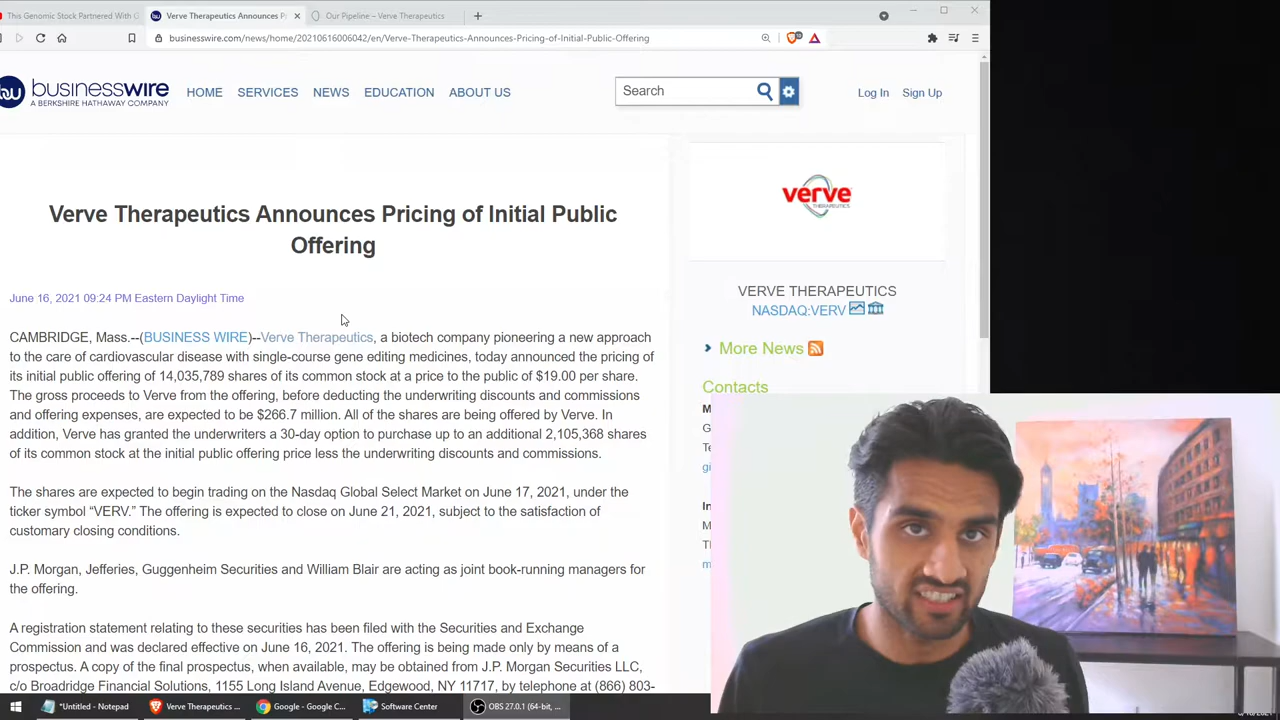 This Genomic Stock Partnered With G
Verve Therapeutics Announces P
Our Pipeline – Verve Therapeutics
businesswire.com/news/home/20210616006042/en/Verve-Therapeutics-Announces-Pricing-of-Initial-Public-Offering
bw businesswire
A BERKSHIRE HATHAWAY COMPANY
HOME SERVICES NEWS EDUCATION ABOUT US
Search
Log In Sign Up
verve
THERAPEUTICS
Verve Therapeutics Announces Pricing of Initial Public
Offering
June 16, 2021 09:24 PM Eastern Daylight Time
CAMBRIDGE, Mass.--(BUSINESS WIRE)--Verve Therapeutics, a biotech company pioneering a new approach
to the care of cardiovascular disease with single-course gene editing medicines, today announced the pricing of
its initial public offering of 14,035,789 shares of its common stock at a price to the public of $19.00 per share.
The gross proceeds to Verve from the offering, before deducting the underwriting discounts and commissions
and offering expenses, are expected to be $266.7 million. All of the shares are being offered by Verve. In
addition, Verve has granted the underwriters a 30-day option to purchase up to an additional 2,105,368 shares
of its common stock at the initial public offering price less the underwriting discounts and commissions.
The shares are expected to begin trading on the Nasdaq Global Select Market on June 17, 2021, under the
ticker symbol “VERV.” The offering is expected to close on June 21, 2021, subject to the satisfaction of
customary closing conditions.
J.P. Morgan, Jefferies, Guggenheim Securities and William Blair are acting as joint book-running managers for
the offering.
A registration statement relating to these securities has been filed with the Securities and Exchange
Commission and was declared effective on June 16, 2021. The offering is being made only by means of a
prospectus. A copy of the final prospectus, when available, may be obtained from J.P. Morgan Securities LLC,
c/o Broadridge Financial Solutions, 1155 Long Island Avenue, Edgewood, NY 11717, by telephone at (866) 803-
VERVE THERAPEUTICS
NASDAQ:VERV
More News
Contacts
*Untitled - Notepad
Verve Therapeutics ...
Google - Google C...
Software Center
OBS 27.0.1 (64-bit, ...